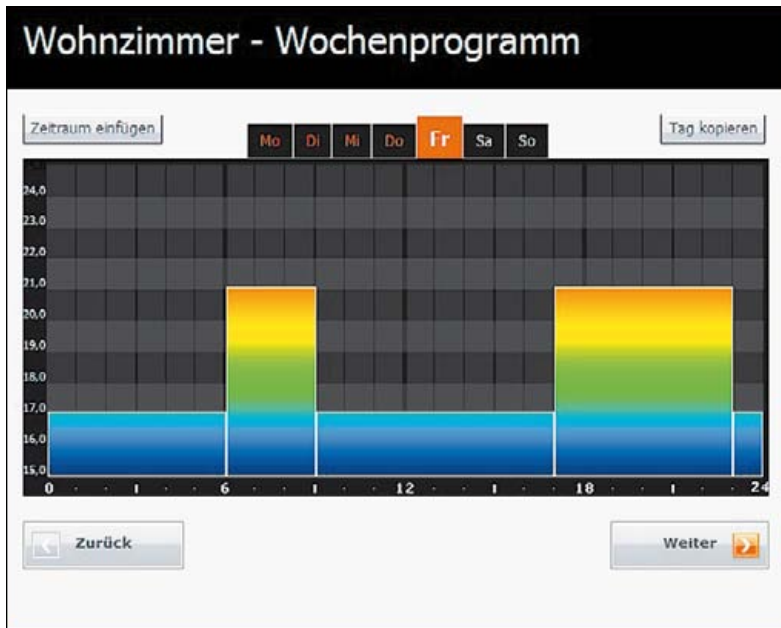 Wohnzimmer - Wochenprogramm
Zeitraum einfügen
Mo Di Mi Do Fr Sa So
Tag kopieren
24,0
23,0
22,0
21,0
20,0
19,0
18,0
17,0
16,0
15,0
0 6 12 18 24
Zurück
Weiter